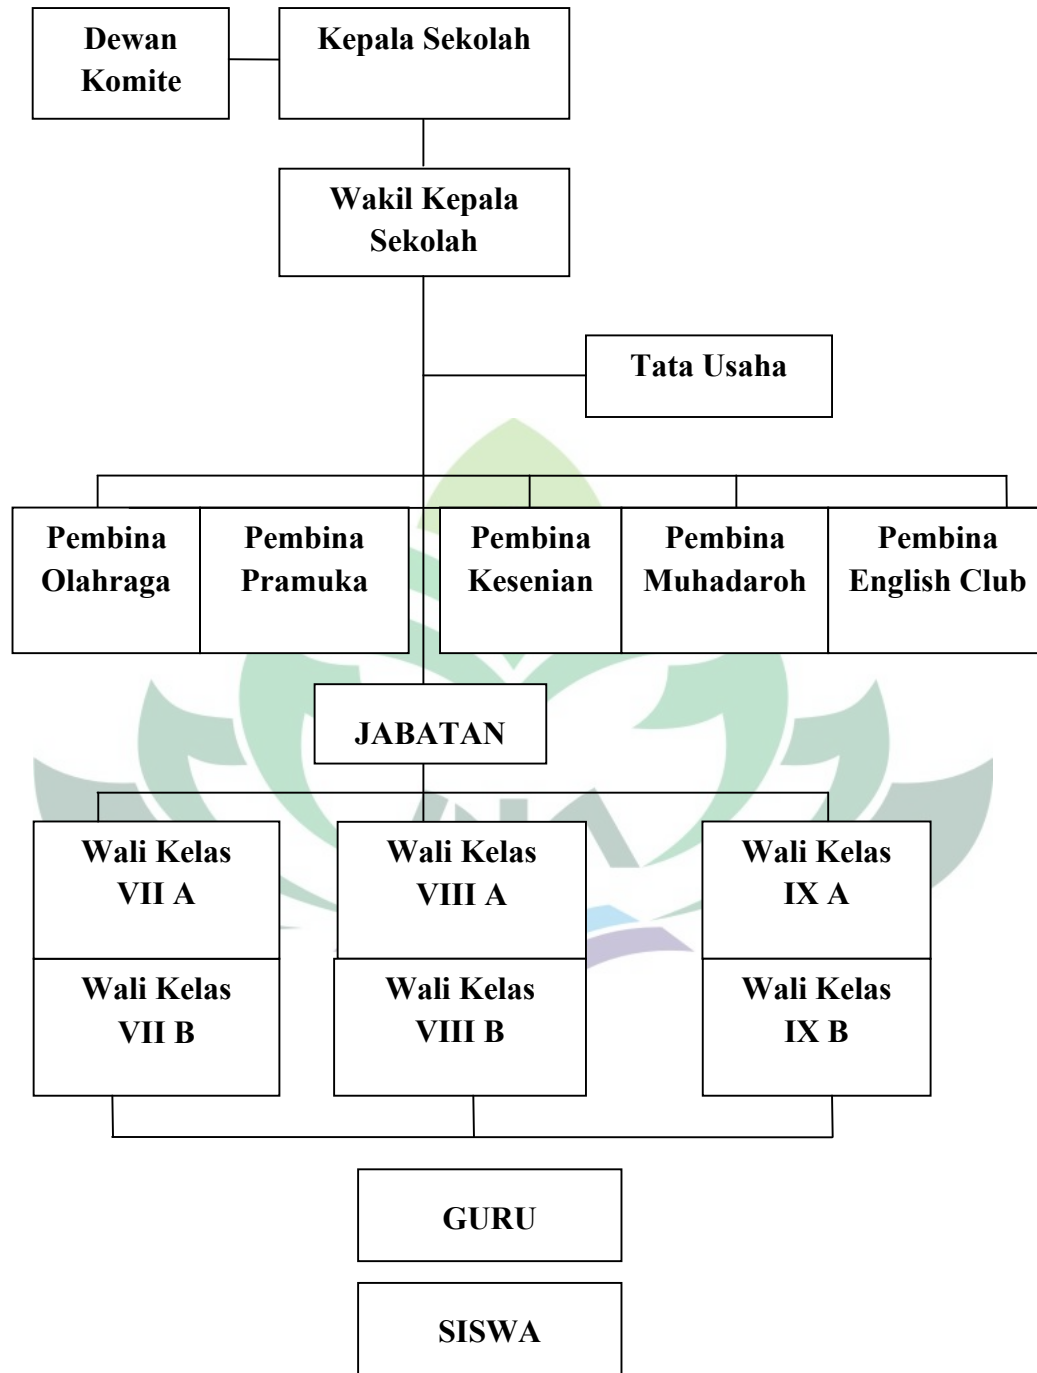 Dewan
Komite
Kepala Sekolah
Wakil Kepala
Sekolah
Tata Usaha
Pembina
Olahraga
Pembina
Pramuka
Pembina
Kesenian
Pembina
Muhadaroh
Pembina
English Club
JABATAN
Wali Kelas
VII A
Wali Kelas
VIII A
Wali Kelas
IX A
Wali Kelas
VII B
Wali Kelas
VIII B
Wali Kelas
IX B
GURU
SISWA